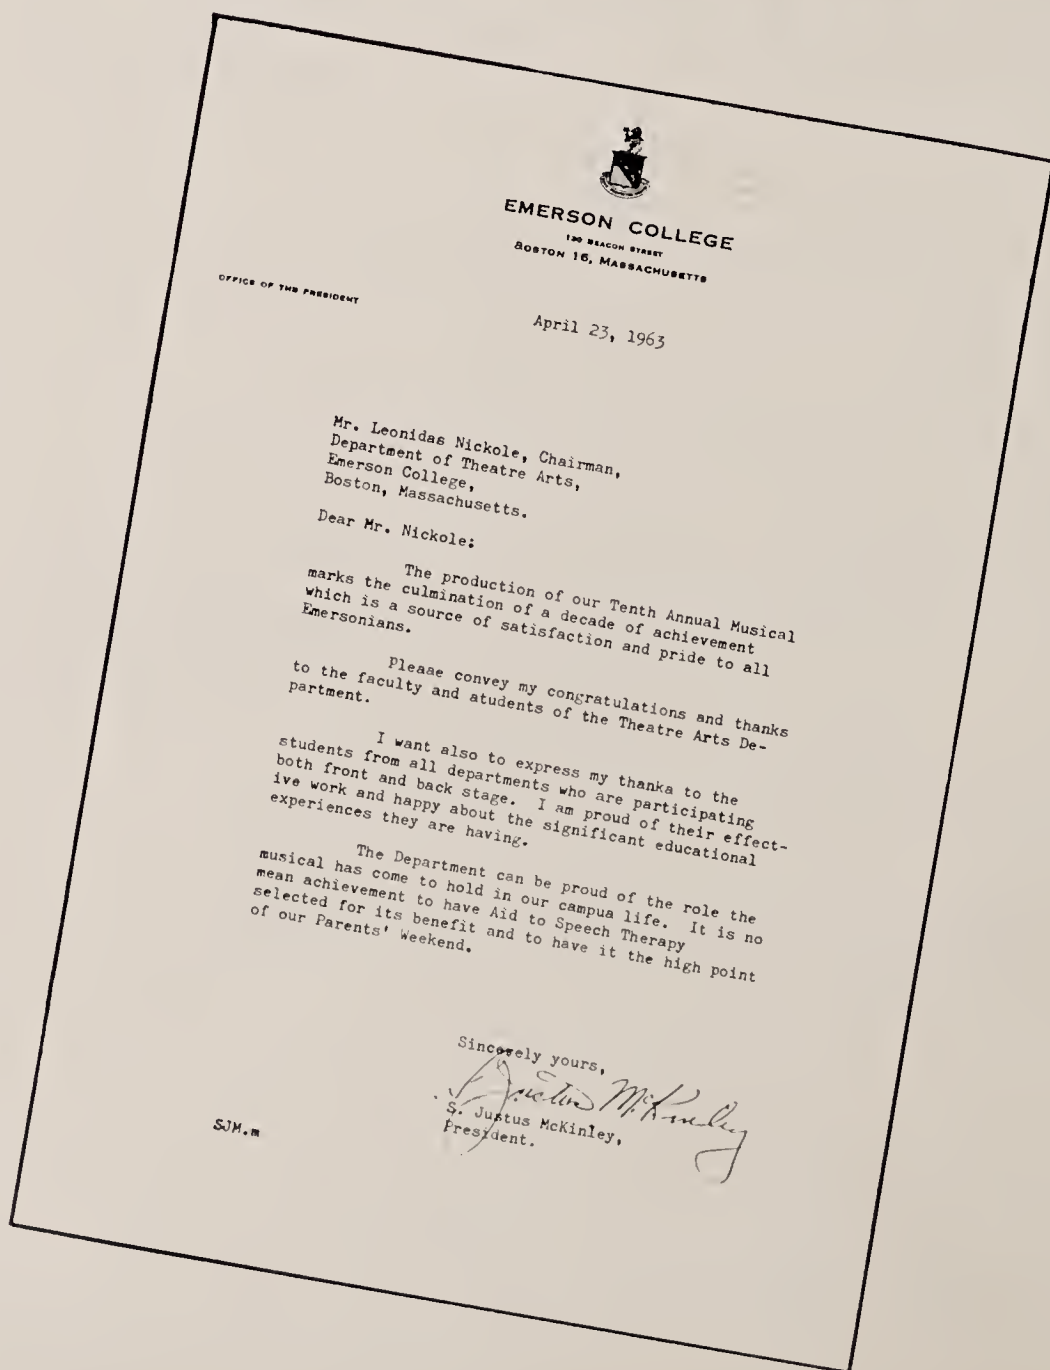 EMERSON COLLEGE
130 BEACON STREET
BOSTON 16, MASSACHUSETTS
OFFICE OF THE PRESIDENT
April 23, 1963
Mr. Leonidas Nickole, Chairman,
Department of Theatre Arts,
Emerson College,
Boston, Massachusetts.
Dear Mr. Nickole:
The production of our Tenth Annual Musical
marks the culmination of a decade of achievement
which is a source of satisfaction and pride to all
Emersonians.
Pleaae convey my congratulations and thanks
to the faculty and atudents of the Theatre Arts De-
partment.
I want also to express my thanka to the
students from all departments who are participating
both front and back stage. I am proud of their effect-
ive work and happy about the significant educational
experiences they are having.
The Department can be proud of the role the
musical has come to hold in our campua life. It is no
mean achievement to have Aid to Speech Therapy
selected for its benefit and to have it the high point
of our Parents' Weekend.
Sincerely yours,
S. Justus McKinley
S. Justus McKinley,
President.
SJM.m